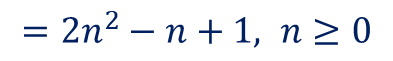 = 2n² − n + 1, n ≥ 0